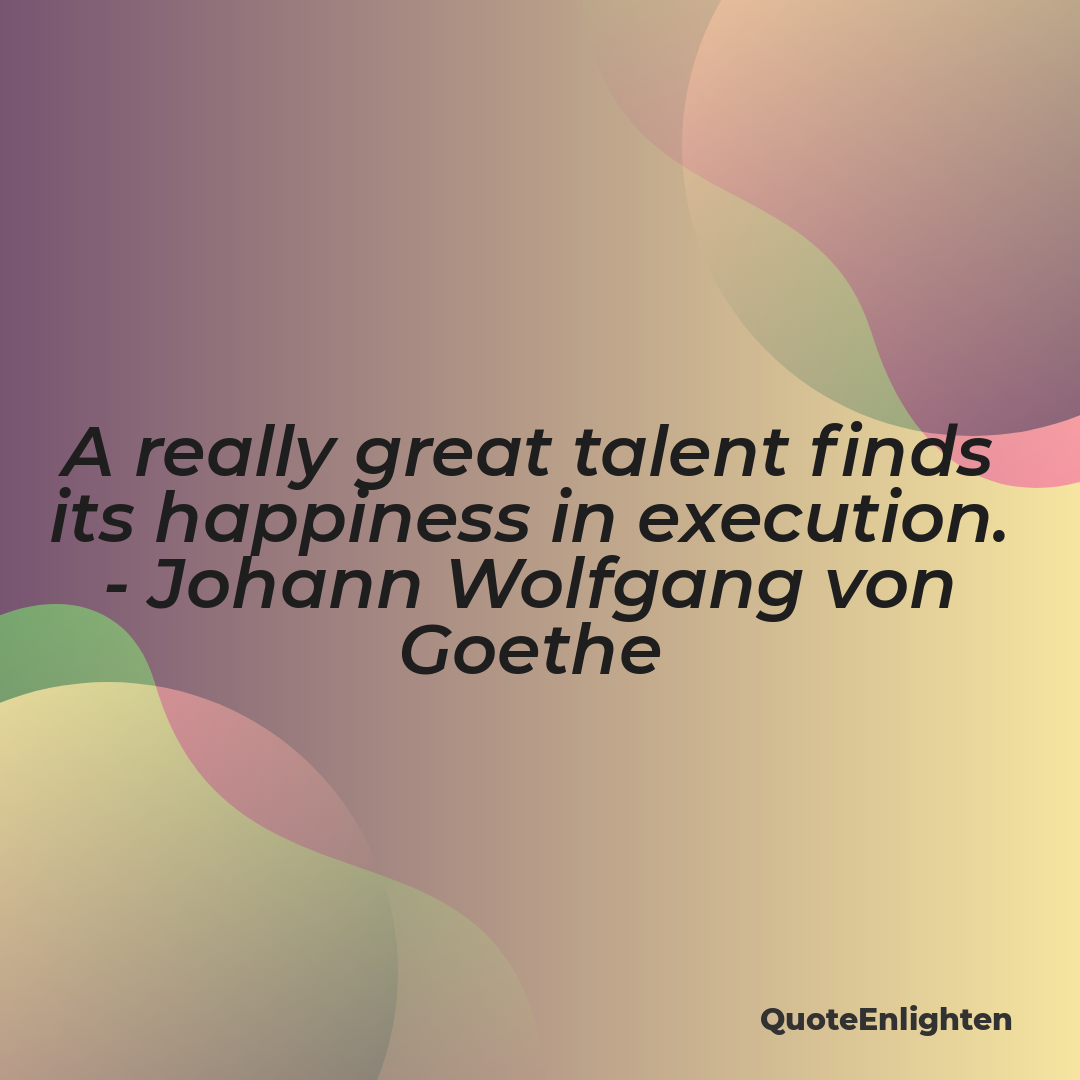 A really great talent finds
its happiness in execution.
- Johann Wolfgang von
Goethe
QuoteEnlighten